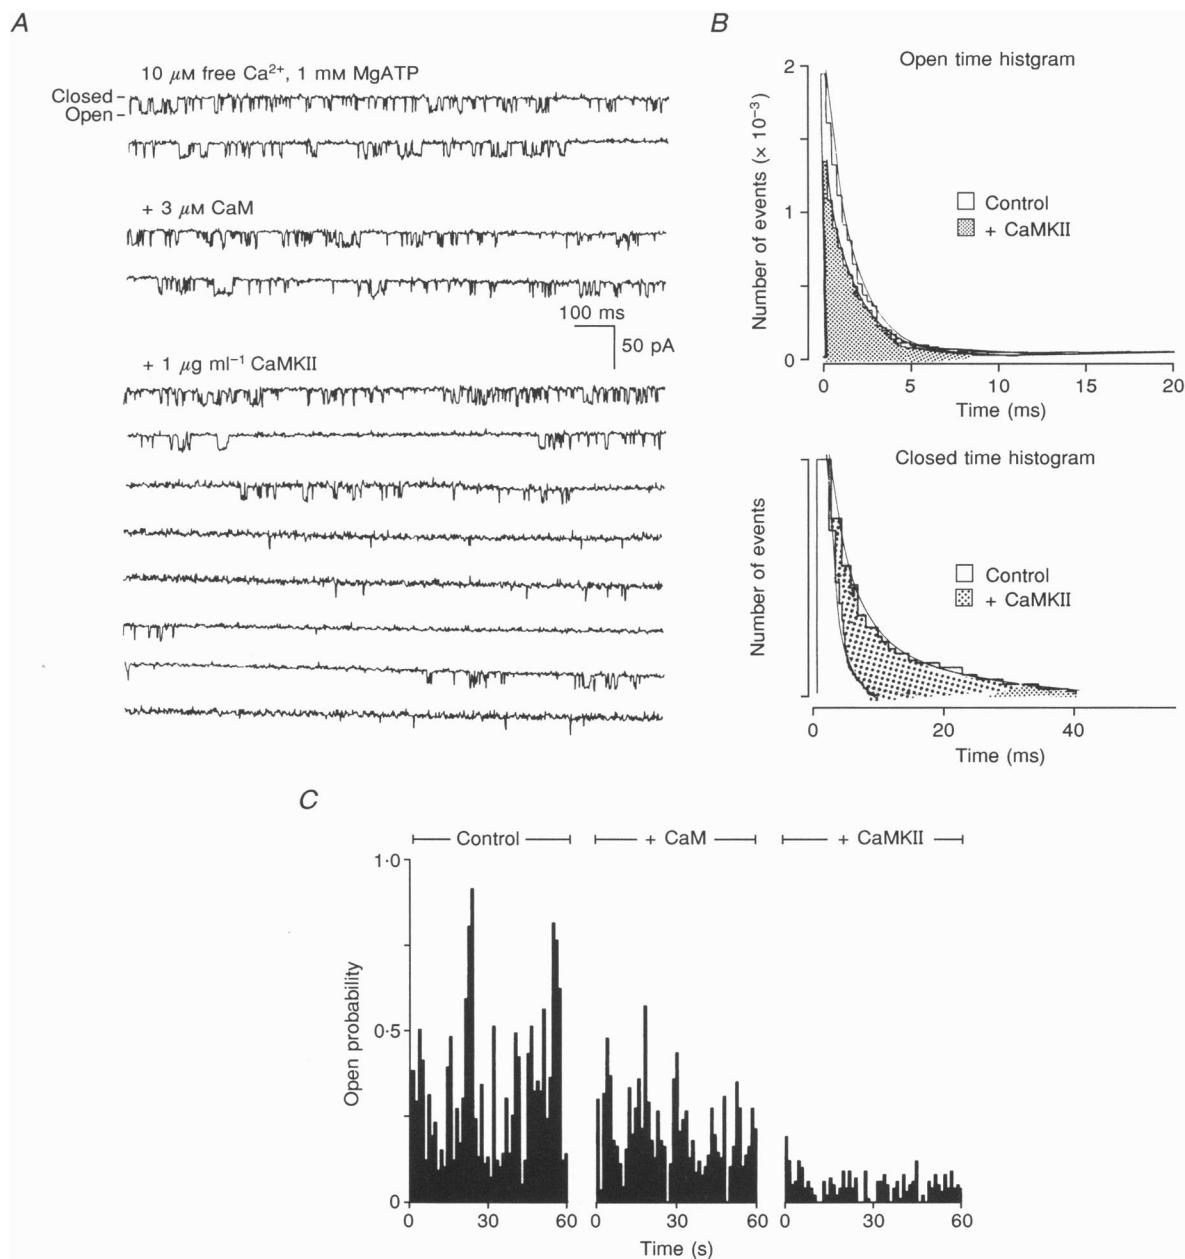 A
10 µM free Ca²⁺, 1 mM MgATP
Closed
Open
+ 3 µM CaM
100 ms
50 pA
+ 1 µg ml⁻¹ CaMKII
B
Open time histgram
2
1
0
Number of events (× 10⁻³)
Control
+ CaMKII
0 5 10 15 20
Time (ms)
Closed time histogram
Number of events
Control
+ CaMKII
0 20 40
Time (ms)
C
Control + CaM + CaMKII
1·0
0·5
0
Open probability
0 30 60 0 30 60 0 30 60
Time (s)